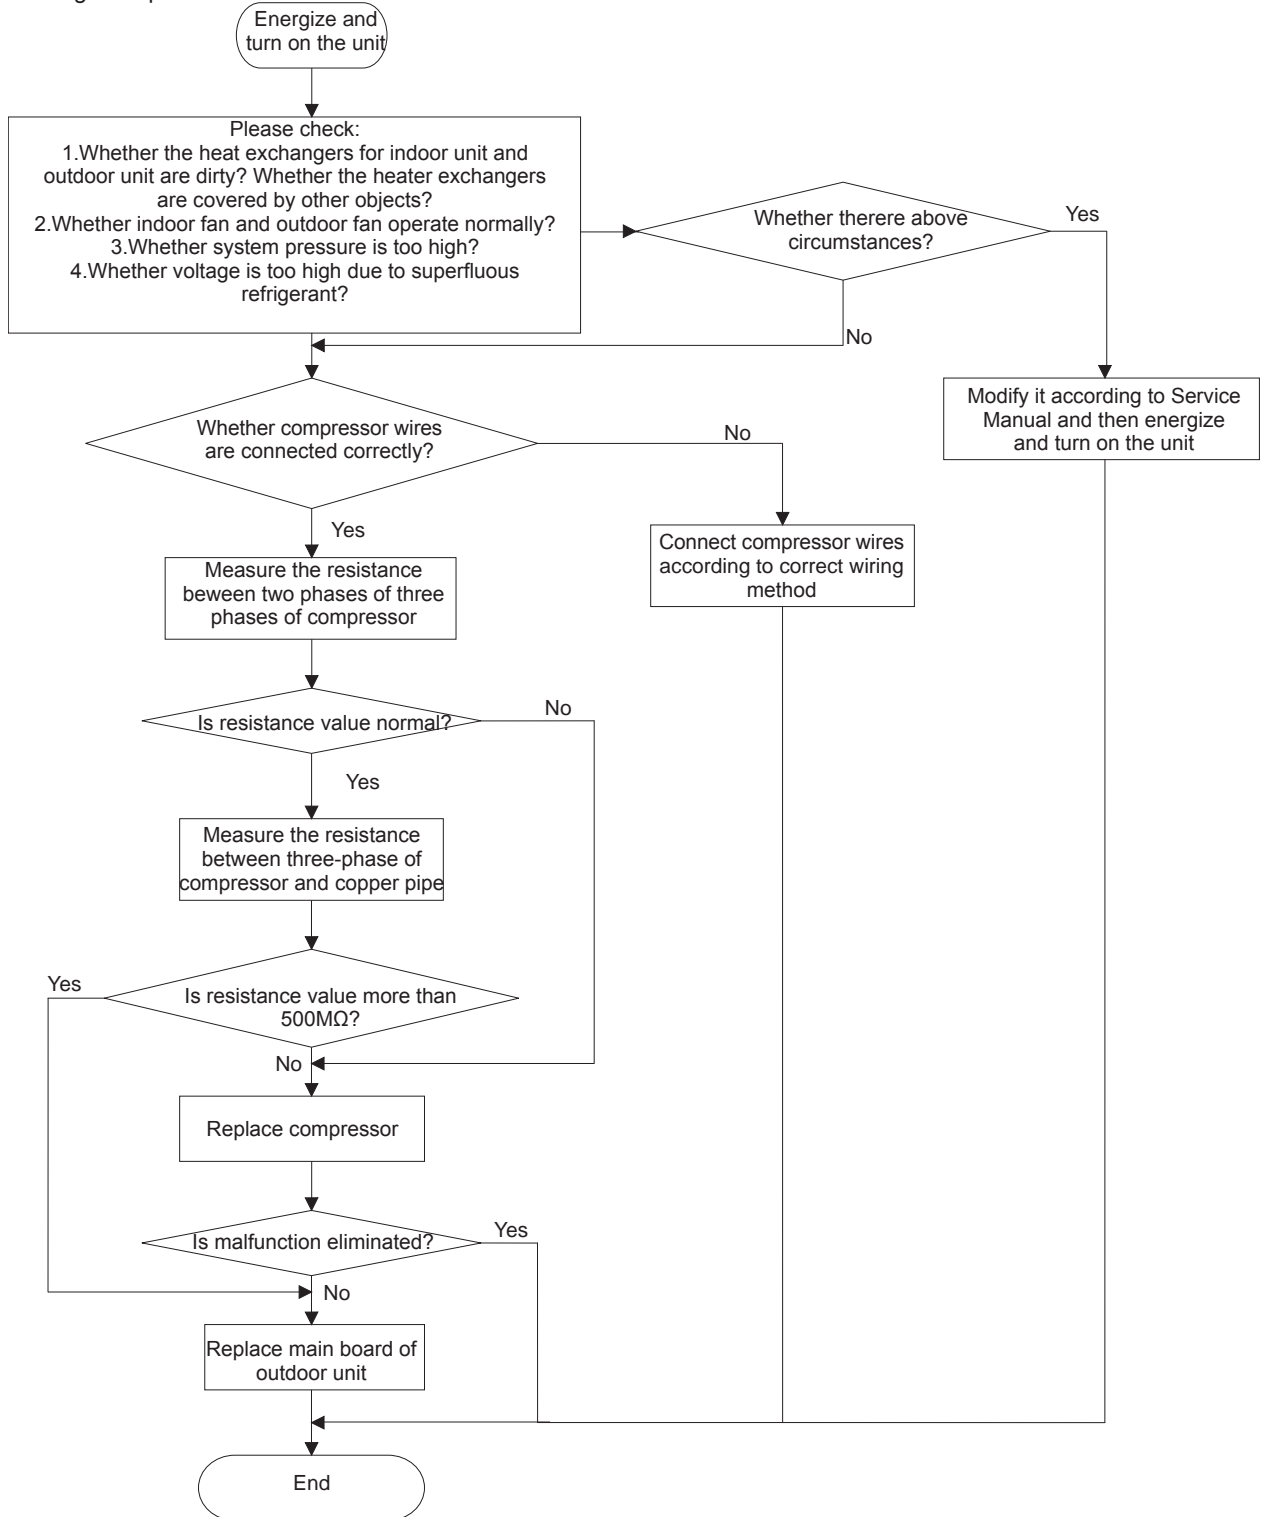 Energize and
turn on the unit
Please check:
1.Whether the heat exchangers for indoor unit and
outdoor unit are dirty? Whether the heater exchangers
are covered by other objects?
2.Whether indoor fan and outdoor fan operate normally?
3.Whether system pressure is too high?
4.Whether voltage is too high due to superfluous
refrigerant?
Whether therere above
circumstances?
Yes
No
Modify it according to Service
Manual and then energize
and turn on the unit
Whether compressor wires
are connected correctly?
No
Yes
Connect compressor wires
according to correct wiring
method
Measure the resistance
beween two phases of three
phases of compressor
Is resistance value normal?
No
Yes
Measure the resistance
between three-phase of
compressor and copper pipe
Yes
Is resistance value more than
500MΩ?
No
Replace compressor
Is malfunction eliminated?
Yes
No
Replace main board of
outdoor unit
End